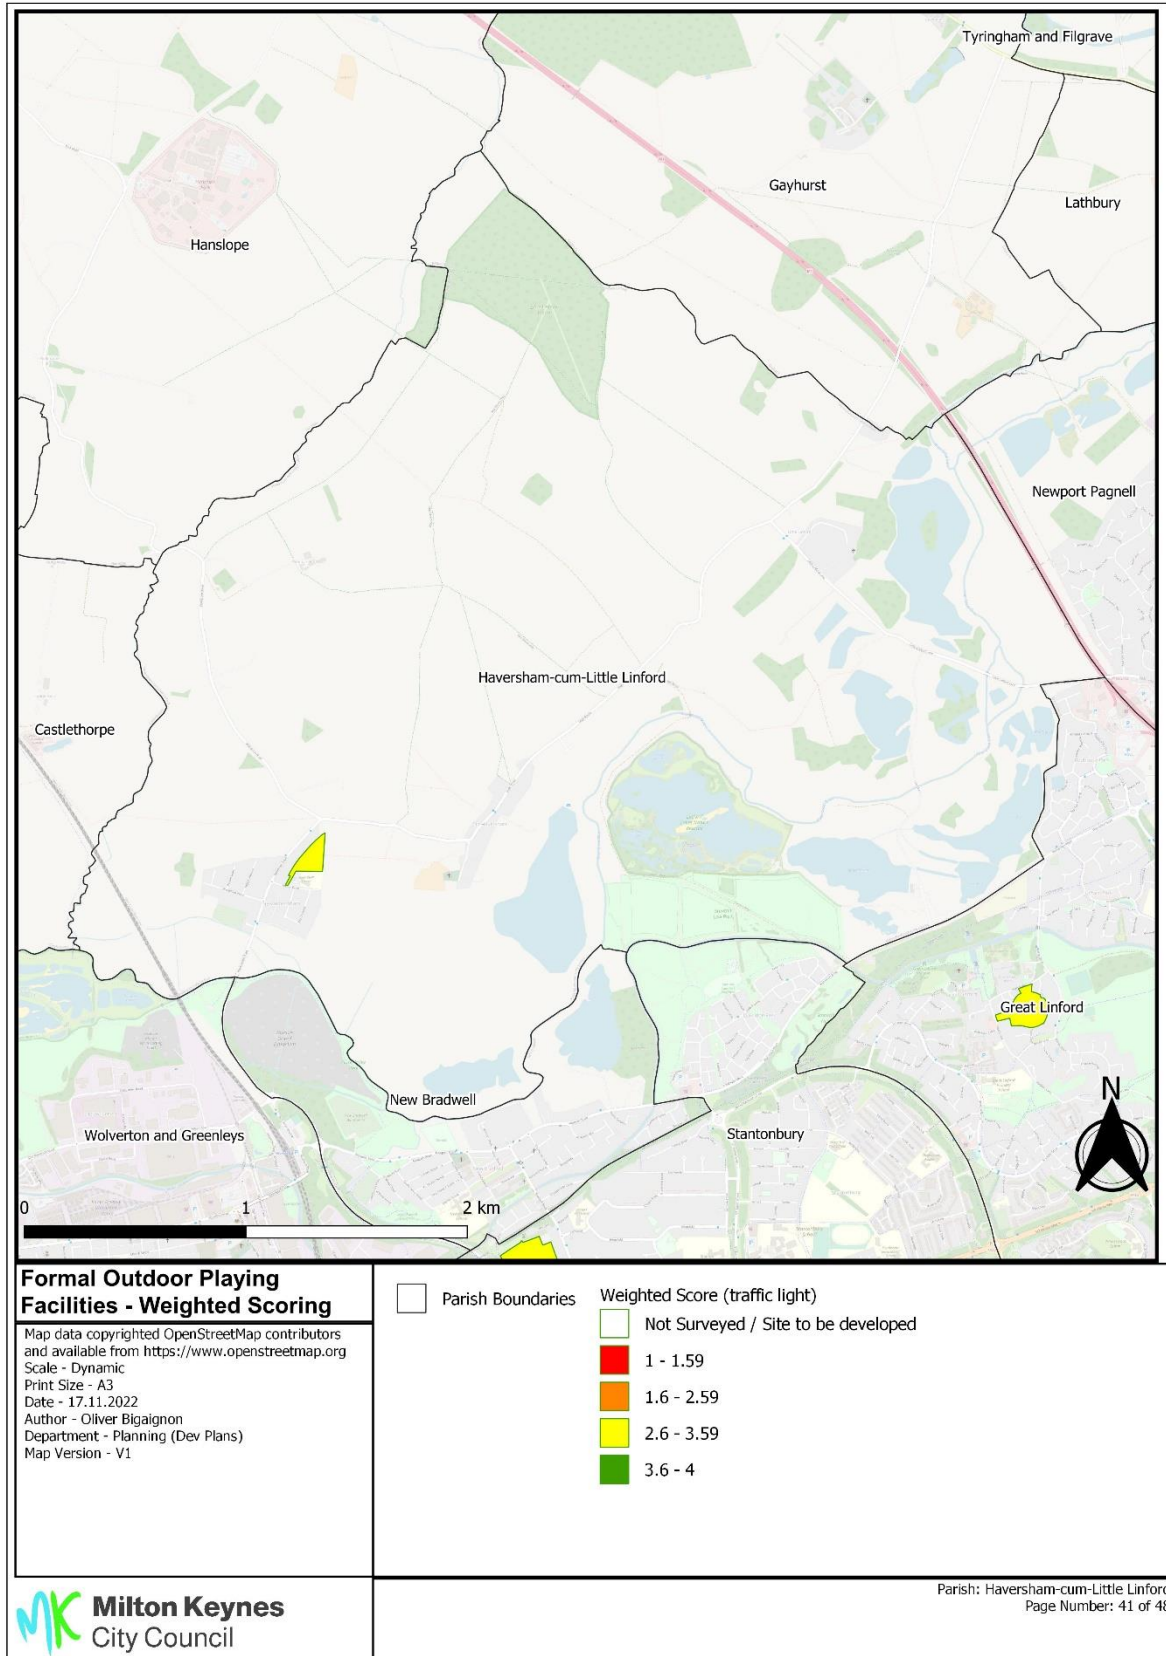 Tyringham and Filgrave
Gayhurst
Lathbury
Hanslope
Newport Pagnell
Haversham-cum-Little Linford
Castlethorpe
Great Linford
N
New Bradwell
Stantonbury
Wolverton and Greenleys
0 1 2 km
Formal Outdoor Playing
Facilities - Weighted Scoring
Map data copyrighted OpenStreetMap contributors
and available from https://www.openstreetmap.org
Scale - Dynamic
Print Size - A3
Date - 17.11.2022
Author - Oliver Bigaignon
Department - Planning (Dev Plans)
Map Version - V1
Parish Boundaries
Weighted Score (traffic light)
Not Surveyed / Site to be developed
1 - 1.59
1.6 - 2.59
2.6 - 3.59
3.6 - 4
MK Milton Keynes
City Council
Parish: Haversham-cum-Little Linford
Page Number: 41 of 48